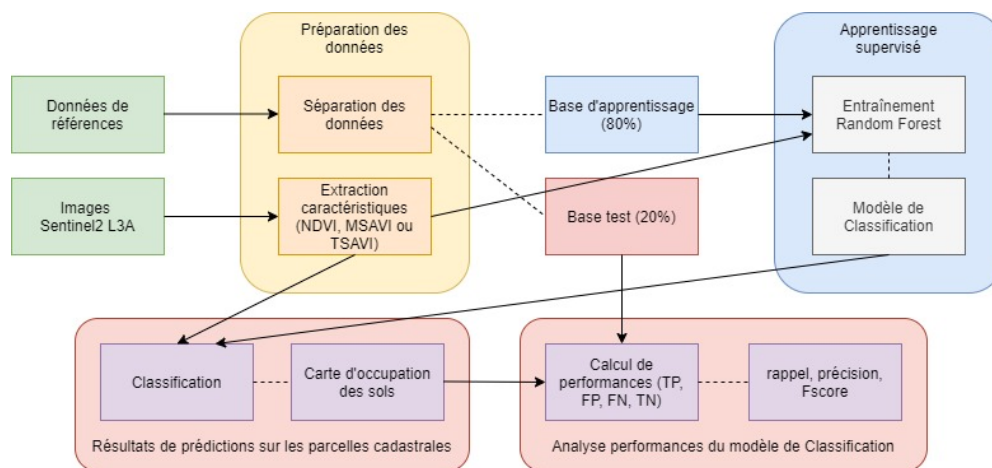 Préparation des
données
Apprentissage
supervisé
Données de
références
Séparation des
données
Base d'apprentissage
(80%)
Entraînement
Random Forest
Images
Sentinel2 L3A
Extraction
caractéristiques
(NDVI, MSAVI ou
TSAVI)
Base test (20%)
Modèle de
Classification
Classification
Carte d'occupation
des sols
Calcul de
performances (TP,
FP, FN, TN)
rappel, précision,
Fscore
Résultats de prédictions sur les parcelles cadastrales
Analyse performances du modèle de Classification